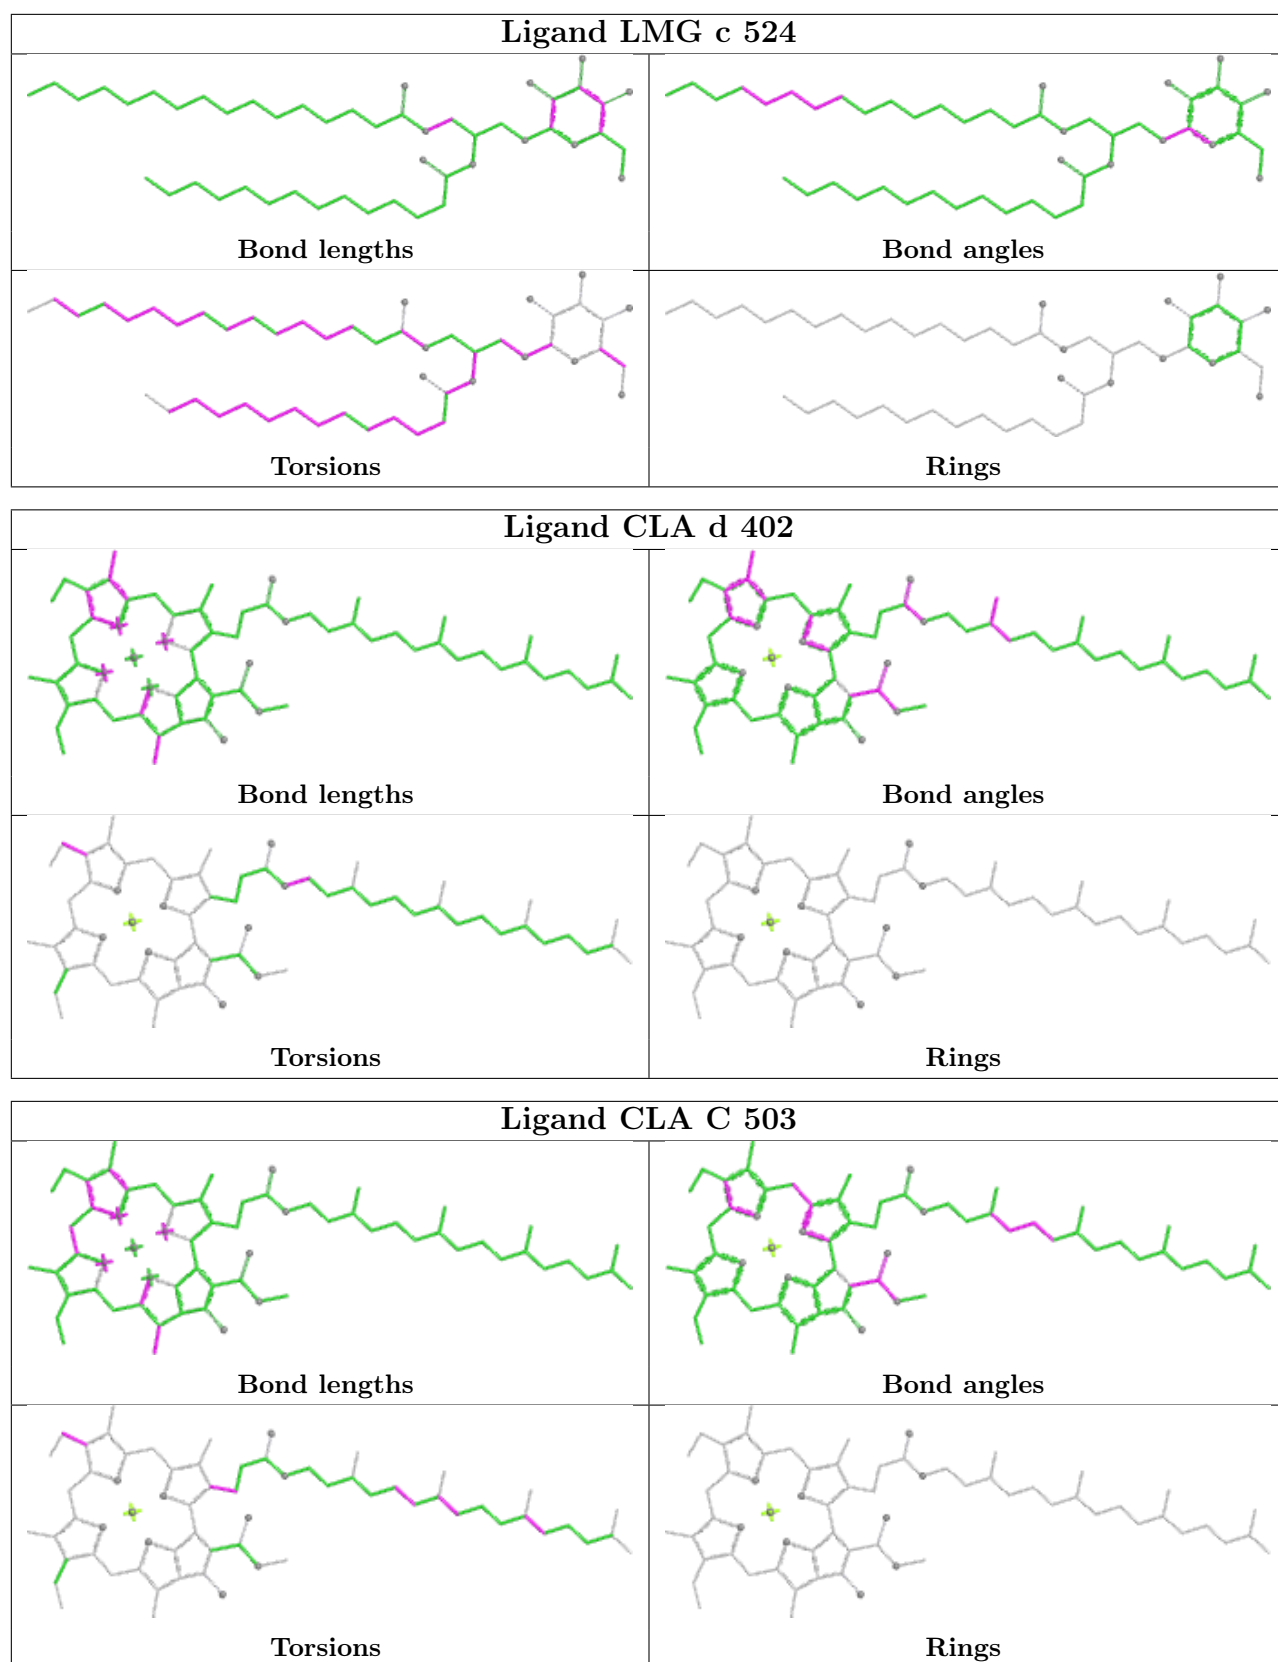 Ligand LMG c 524
Bond lengths
Bond angles
Torsions
Rings
Ligand CLA d 402
Bond lengths
Bond angles
Torsions
Rings
Ligand CLA C 503
Bond lengths
Bond angles
Torsions
Rings